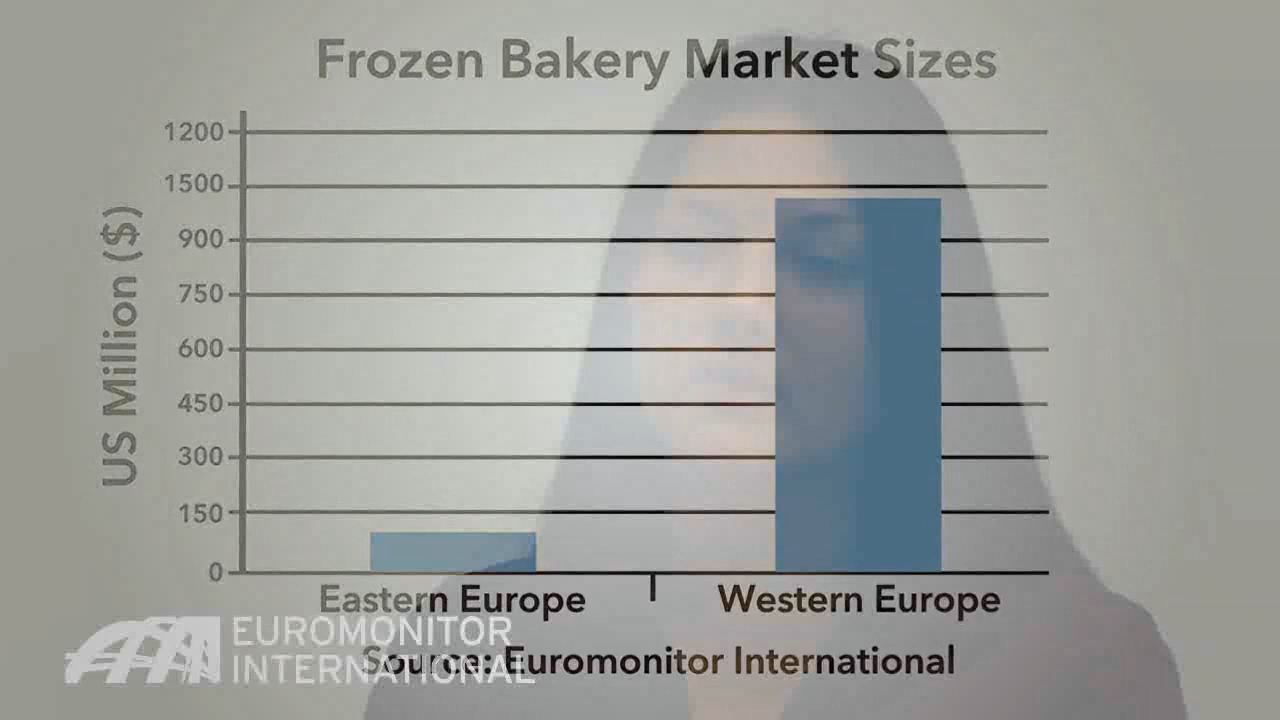 Frozen Bakery Market Sizes
US Million ($)
1200
1500
900
750
600
450
300
150
0
Eastern Europe
Western Europe
Source: Euromonitor International
EUROMONITOR
INTERNATIONAL